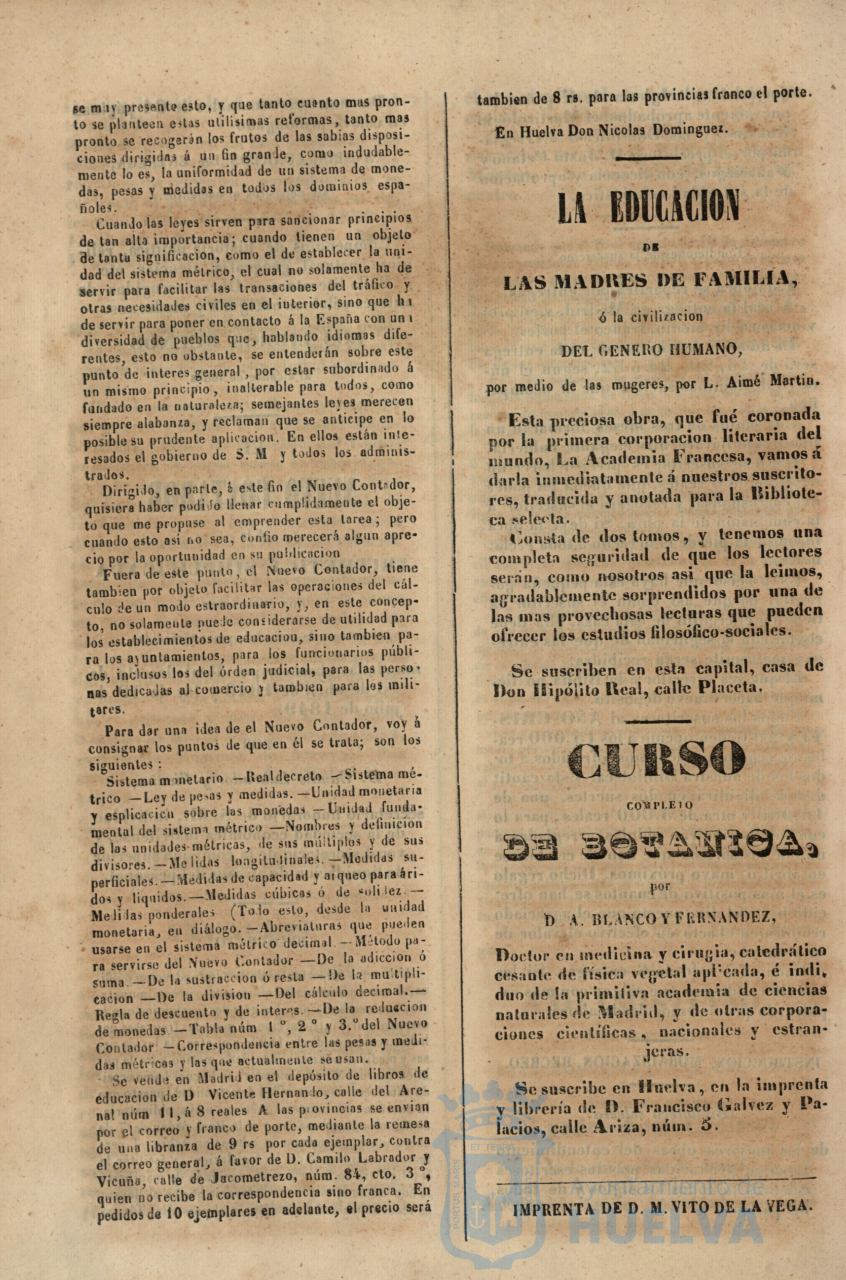 se muy presente esto, y que tanto cuanto mas pron-
to se planteen estas utilisimas reformas, tanto mas
pronto se recogerán los frutos de las sabias disposi-
ciones dirigidas á un fin grande, como indudable-
mente lo es, la uniformidad de un sistema de mone-
das, pesas y medidas en todos los dominios espa-
ñoles.
Cuando las leyes sirven para sancionar principios
de tan alta importancia; cuando tienen un objeto
de tanta significacion, como el de establecer la uni-
dad del sistema métrico, el cual no solamente ha de
servir para facilitar las transaciones del tráfico y
otras necesidades civiles en el interior, sino que ha
de servir para poner en contacto á la España con una
diversidad de pueblos que, hablando idiomas dife-
rentes, esto no obstante, se entenderán sobre este
punto de interes general, por estar subordinado á
un mismo principio, inalterable para todos, como
fundado en la naturaleza; semejantes leyes merecen
siempre alabanza, y reclaman que se anticipe en lo
posible su prudente aplicacion. En ellos están inte-
resados el gobierno de S. M y todos los adminis-
trados.
Dirigido, en parte, á este fin el Nuevo Contador,
quisiera haber podido llenar cumplidamente el obje-
to que me propuse al emprender esta tarea; pero
cuando esto asi no sea, confio merecerá algun apre-
cio por la oportunidad en su publicacion
Fuera de este punto, el Nuevo Contador, tiene
tambien por objeto facilitar las operaciones del cál-
culo de un modo estraordinario, y, en este concep-
to, no solamente puede considerarse de utilidad para
los establecimientos de educacion, sino tambien pa-
ra los ayuntamientos, para los funcionarios públi-
cos, inclusos los del órden judicial, para las perso-
nas dedicadas al comercio y tambien para los mili-
tares.
Para dar una idea de el Nuevo Contador, voy á
consignar los puntos de que en él se trata; son los
siguientes:
Sistema monetario —Real decreto —Sistema mé-
trico —Ley de pesas y medidas. —Unidad monetaria
y esplicacion sobre las monedas —Unidad funda-
mental del sistema métrico —Nombres y definicion
de las unidades métricas, de sus múltiplos y de sus
divisores. —Medidas longitudinales. —Medidas su-
perficiales. —Medidas de capacidad y arqueo para ári-
dos y liquidos. —Medidas cúbicas ó de solidez —
Medidas ponderales (Todo esto, desde la unidad
monetaria, en diálogo. —Abreviaturas que pueden
usarse en el sistema métrico decimal. —Método pa-
ra servirse del Nuevo Contador —De la adiccion ó
suma —De la sustraccion ó resta —De la multipli-
cacion —De la division —Del cálculo decimal. —
Regla de descuento y de interes. —De la reduccion
de monedas —Tabla núm 1º, 2º y 3.º del Nuevo
Contador —Correspondencia entre las pesas y medi-
das métricas y las que actualmente se usan.
Se vende en Madrid en el depósito de libros de
educacion de D Vicente Hernando, calle del Are-
nal núm 11, á 8 reales A las provincias se envian
por el correo y franco de porte, mediante la remesa
de una libranza de 9 rs por cada ejemplar, contra
el correo general, á favor de D. Camilo Labrador y
Vicuña, calle de Jacometrezo, núm. 84, cto. 3º,
quien no recibe la correspondencia sino franca. En
pedidos de 10 ejemplares en adelante, el precio será
tambien de 8 rs. para las provincias franco el porte.
En Huelva Don Nicolas Dominguez.
LA EDUCACION
DE
LAS MADRES DE FAMILIA,
ó la civilizacion
DEL GENERO HUMANO,
por medio de las mugeres, por L. Aimé Martin.
Esta preciosa obra, que fué coronada
por la primera corporacion literaria del
mundo, La Academia Francesa, vamos á
darla inmediatamente á nuestros suscrito-
res, traducida y anotada para la Bibliote-
ca selecta.
Consta de dos tomos, y tenemos una
completa seguridad de que los lectores
serán, como nosotros asi que la leimos,
agradablemente sorprendidos por una de
las mas provechosas lecturas que pueden
ofrecer los estudios filosófico-sociales.
Se suscriben en esta capital, casa de
Don Hipólito Real, calle Placeta.
CURSO
COMPLETO
DE BOTANICA,
por
D A. BLANCO Y FERNANDEZ,
Doctor en medicina y cirugia, catedrático
cesante de física vegetal aplicada, é indi.
duo de la primitiva academia de ciencias
naturales de Madrid, y de otras corpora-
ciones científicas, nacionales y estran-
jeras.
Se suscribe en Huelva, en la imprenta
y librería de D. Francisco Galvez y Pa-
lacios, calle Ariza, núm. 5.
IMPRENTA DE D. M. VITO DE LA VEGA.
HUELVA